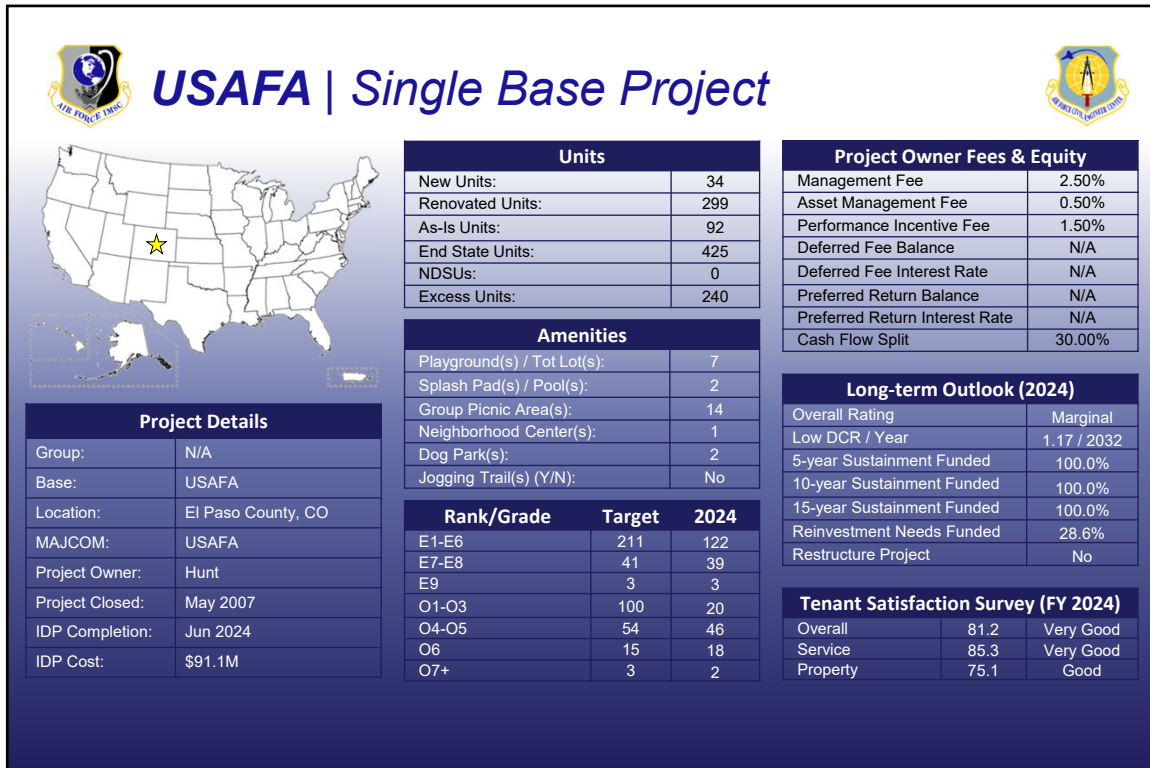 AIR FORCE IMSC
USAFA | Single Base Project
AIR FORCE CIVIL ENGINEER CENTER
Project Details
Group: N/A
Base: USAFA
Location: El Paso County, CO
MAJCOM: USAFA
Project Owner: Hunt
Project Closed: May 2007
IDP Completion: Jun 2024
IDP Cost: $91.1M
Units
New Units: 34
Renovated Units: 299
As-Is Units: 92
End State Units: 425
NDSUs: 0
Excess Units: 240
Amenities
Playground(s) / Tot Lot(s): 7
Splash Pad(s) / Pool(s): 2
Group Picnic Area(s): 14
Neighborhood Center(s): 1
Dog Park(s): 2
Jogging Trail(s) (Y/N): No
Rank/Grade Target 2024
E1-E6 211 122
E7-E8 41 39
E9 3 3
O1-O3 100 20
O4-O5 54 46
O6 15 18
O7+ 3 2
Project Owner Fees & Equity
Management Fee 2.50%
Asset Management Fee 0.50%
Performance Incentive Fee 1.50%
Deferred Fee Balance N/A
Deferred Fee Interest Rate N/A
Preferred Return Balance N/A
Preferred Return Interest Rate N/A
Cash Flow Split 30.00%
Long-term Outlook (2024)
Overall Rating Marginal
Low DCR / Year 1.17 / 2032
5-year Sustainment Funded 100.0%
10-year Sustainment Funded 100.0%
15-year Sustainment Funded 100.0%
Reinvestment Needs Funded 28.6%
Restructure Project No
Tenant Satisfaction Survey (FY 2024)
Overall 81.2 Very Good
Service 85.3 Very Good
Property 75.1 Good